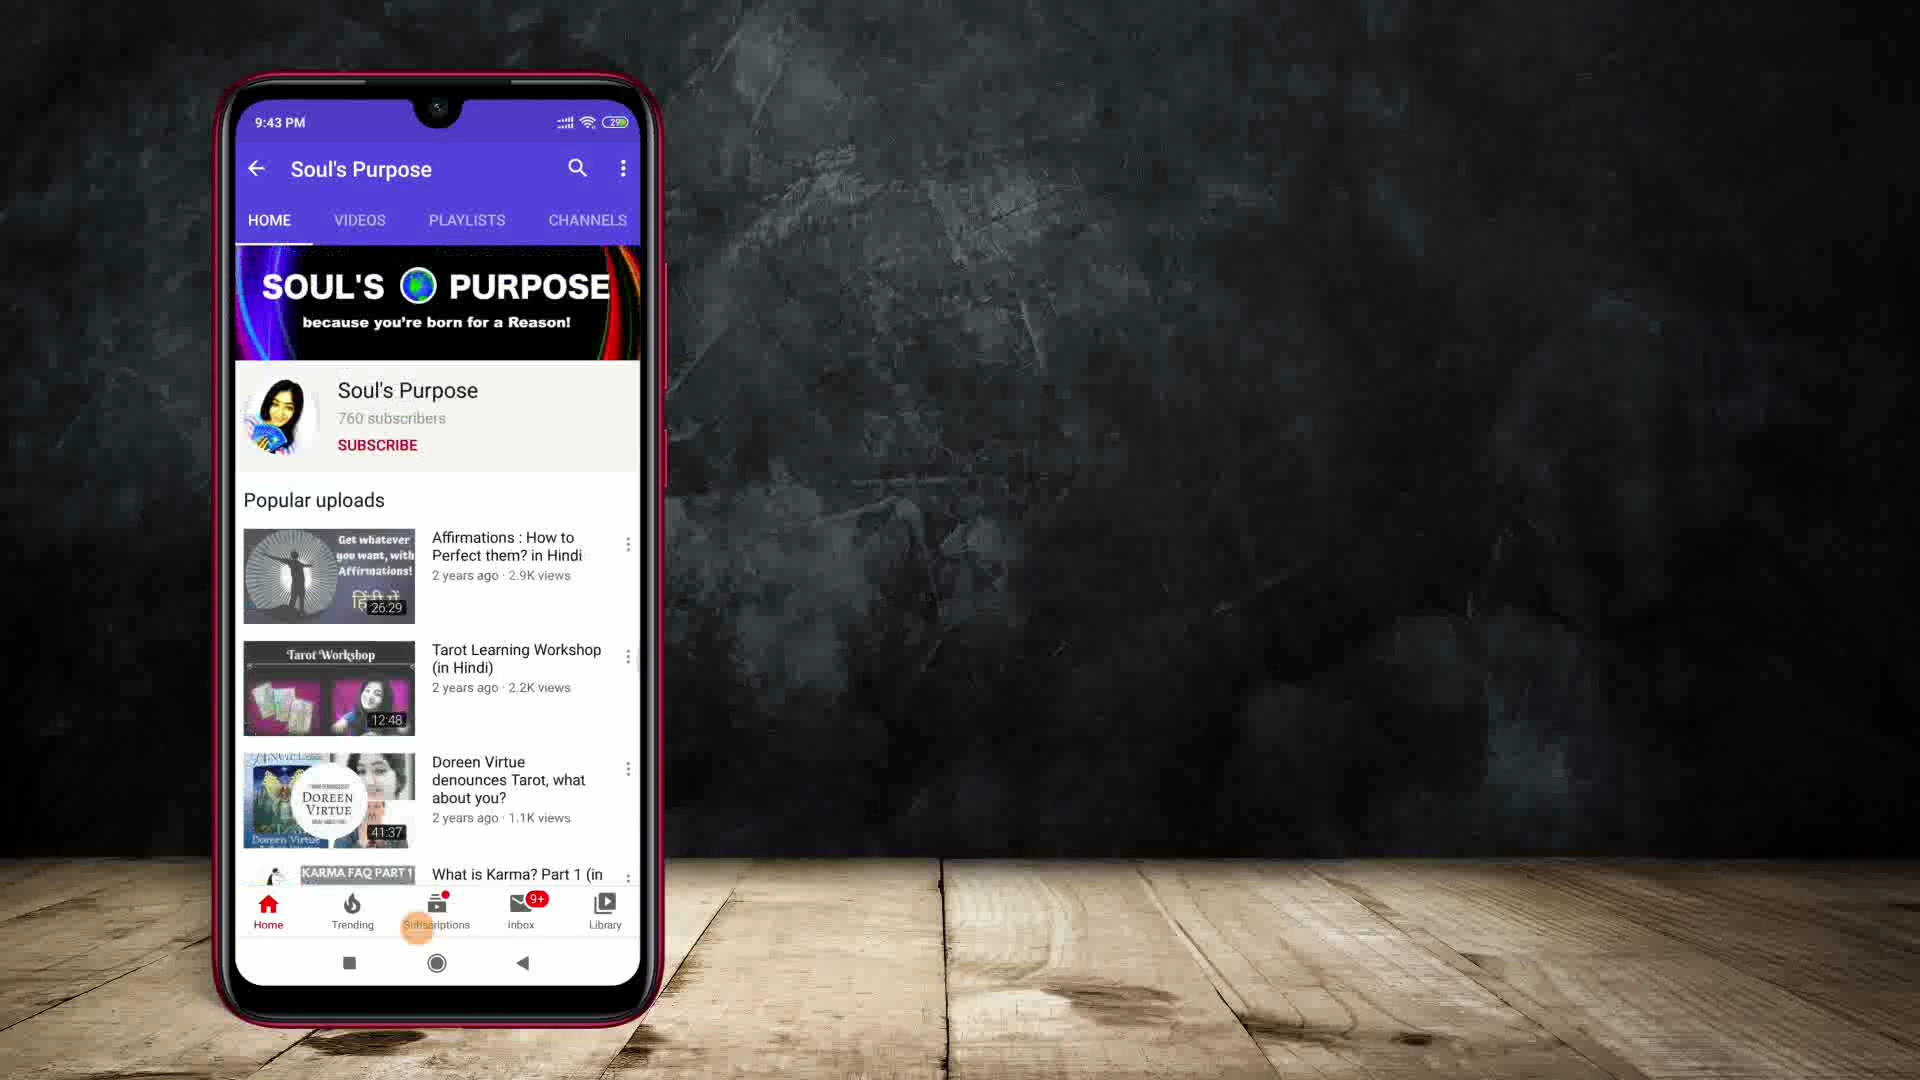 9:43 PM
29
Soul's Purpose
HOME VIDEOS PLAYLISTS CHANNELS
SOUL'S PURPOSE
because you're born for a Reason!
Soul's Purpose
760 subscribers
SUBSCRIBE
Popular uploads
Get whatever
you want, with
Affirmations!
हिंदी में
26:29
Affirmations : How to
Perfect them? in Hindi
2 years ago · 2.9K views
Tarot Workshop
12:48
Tarot Learning Workshop
(in Hindi)
2 years ago · 2.2K views
DOREEN
VIRTUE
Doreen Virtue
41:37
Doreen Virtue
denounces Tarot, what
about you?
2 years ago · 1.1K views
KARMA FAQ PART 1
What is Karma? Part 1 (in
9+
Home Trending Subscriptions Inbox Library